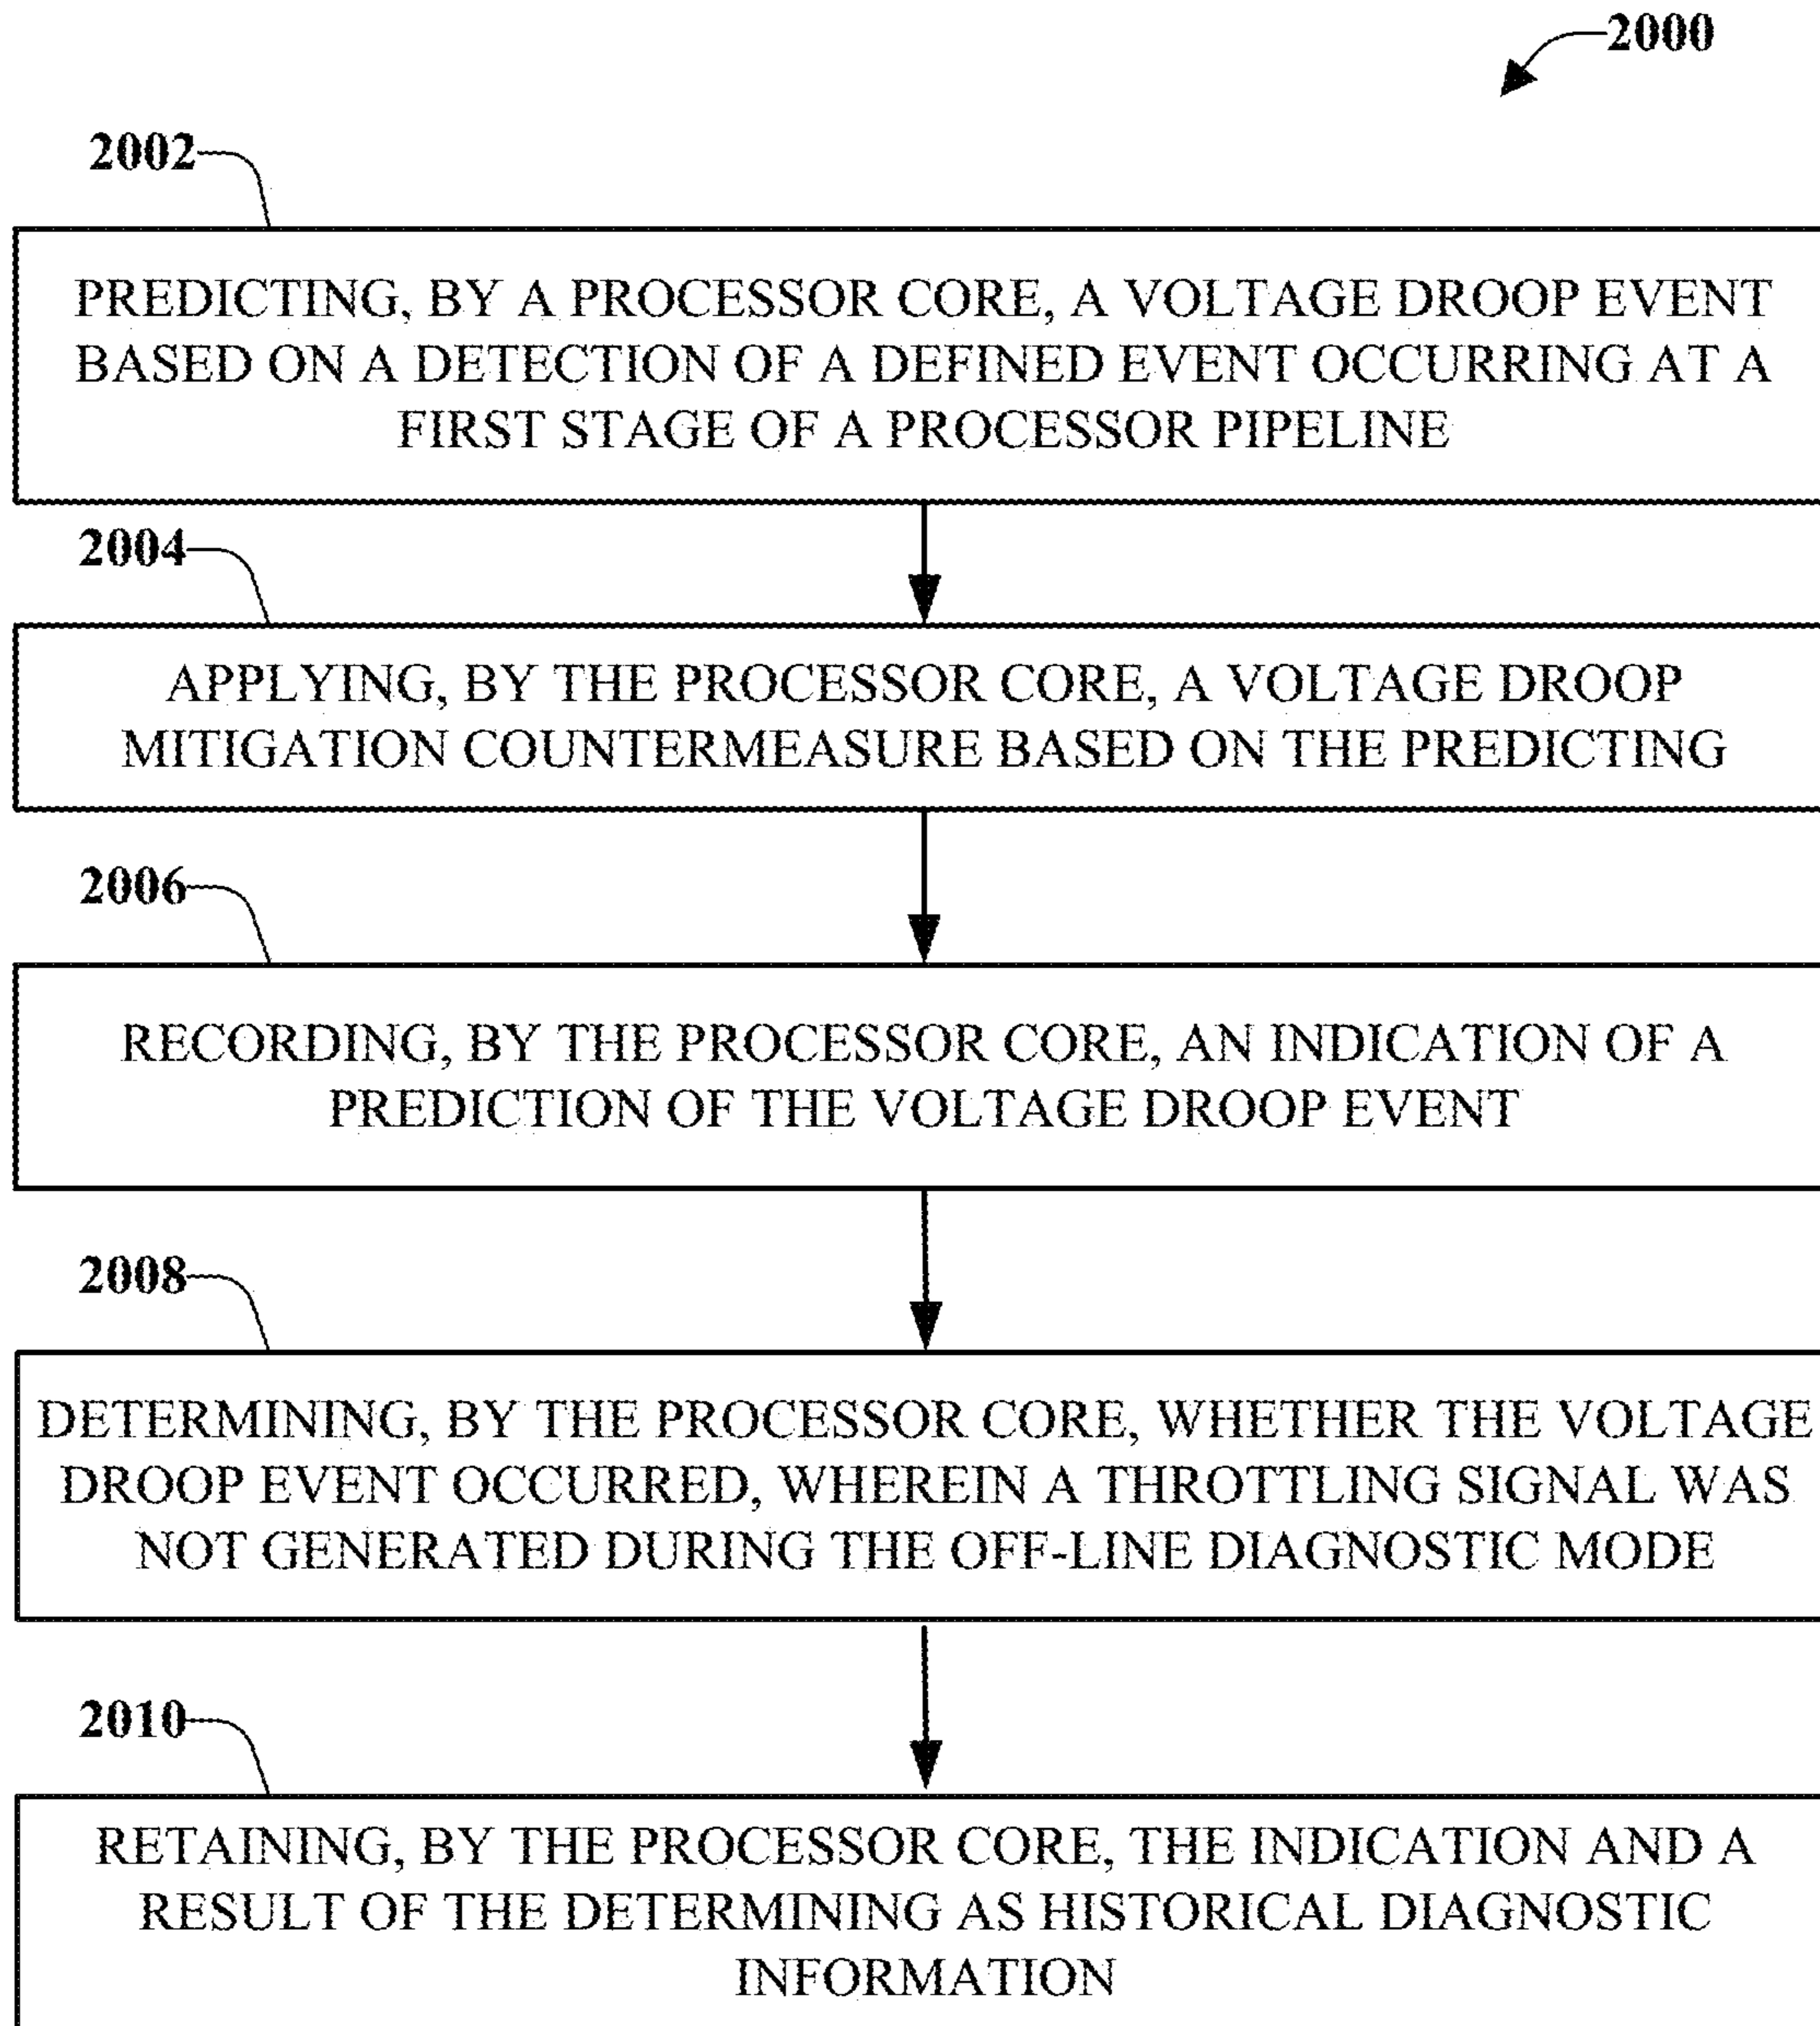 2000
2002
PREDICTING, BY A PROCESSOR CORE, A VOLTAGE DROOP EVENT
BASED ON A DETECTION OF A DEFINED EVENT OCCURRING AT A
FIRST STAGE OF A PROCESSOR PIPELINE
2004
APPLYING, BY THE PROCESSOR CORE, A VOLTAGE DROOP
MITIGATION COUNTERMEASURE BASED ON THE PREDICTING
2006
RECORDING, BY THE PROCESSOR CORE, AN INDICATION OF A
PREDICTION OF THE VOLTAGE DROOP EVENT
2008
DETERMINING, BY THE PROCESSOR CORE, WHETHER THE VOLTAGE
DROOP EVENT OCCURRED, WHEREIN A THROTTLING SIGNAL WAS
NOT GENERATED DURING THE OFF-LINE DIAGNOSTIC MODE
2010
RETAINING, BY THE PROCESSOR CORE, THE INDICATION AND A
RESULT OF THE DETERMINING AS HISTORICAL DIAGNOSTIC
INFORMATION